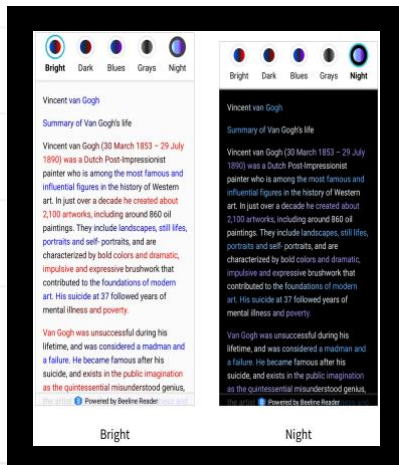 Bright Dark Blues Grays Night
Vincent van Gogh
Summary of Van Gogh's life
Vincent van Gogh (30 March 1853 – 29 July
1890) was a Dutch Post-Impressionist
painter who is among the most famous and
influential figures in the history of Western
art. In just over a decade he created about
2,100 artworks, including around 860 oil
paintings. They include landscapes, still lifes,
portraits and self- portraits, and are
characterized by bold colors and dramatic,
impulsive and expressive brushwork that
contributed to the foundations of modern
art. His suicide at 37 followed years of
mental illness and poverty.
Van Gogh was unsuccessful during his
lifetime, and was considered a madman and
a failure. He became famous after his
suicide, and exists in the public imagination
as the quintessential misunderstood genius,
the artist
Powered by Beeline Reader
Bright
Bright Dark Blues Grays Night
Vincent van Gogh
Summary of Van Gogh's life
Vincent van Gogh (30 March 1853 – 29 July
1890) was a Dutch Post-Impressionist
painter who is among the most famous and
influential figures in the history of Western
art. In just over a decade he created about
2,100 artworks, including around 860 oil
paintings. They include landscapes, still lifes,
portraits and self- portraits, and are
characterized by bold colors and dramatic,
impulsive and expressive brushwork that
contributed to the foundations of modern
art. His suicide at 37 followed years of
mental illness and poverty.
Van Gogh was unsuccessful during his
lifetime, and was considered a madman and
a failure. He became famous after his
suicide, and exists in the public imagination
as the quintessential misunderstood genius,
the artist
Powered by Beeline Reader
Night